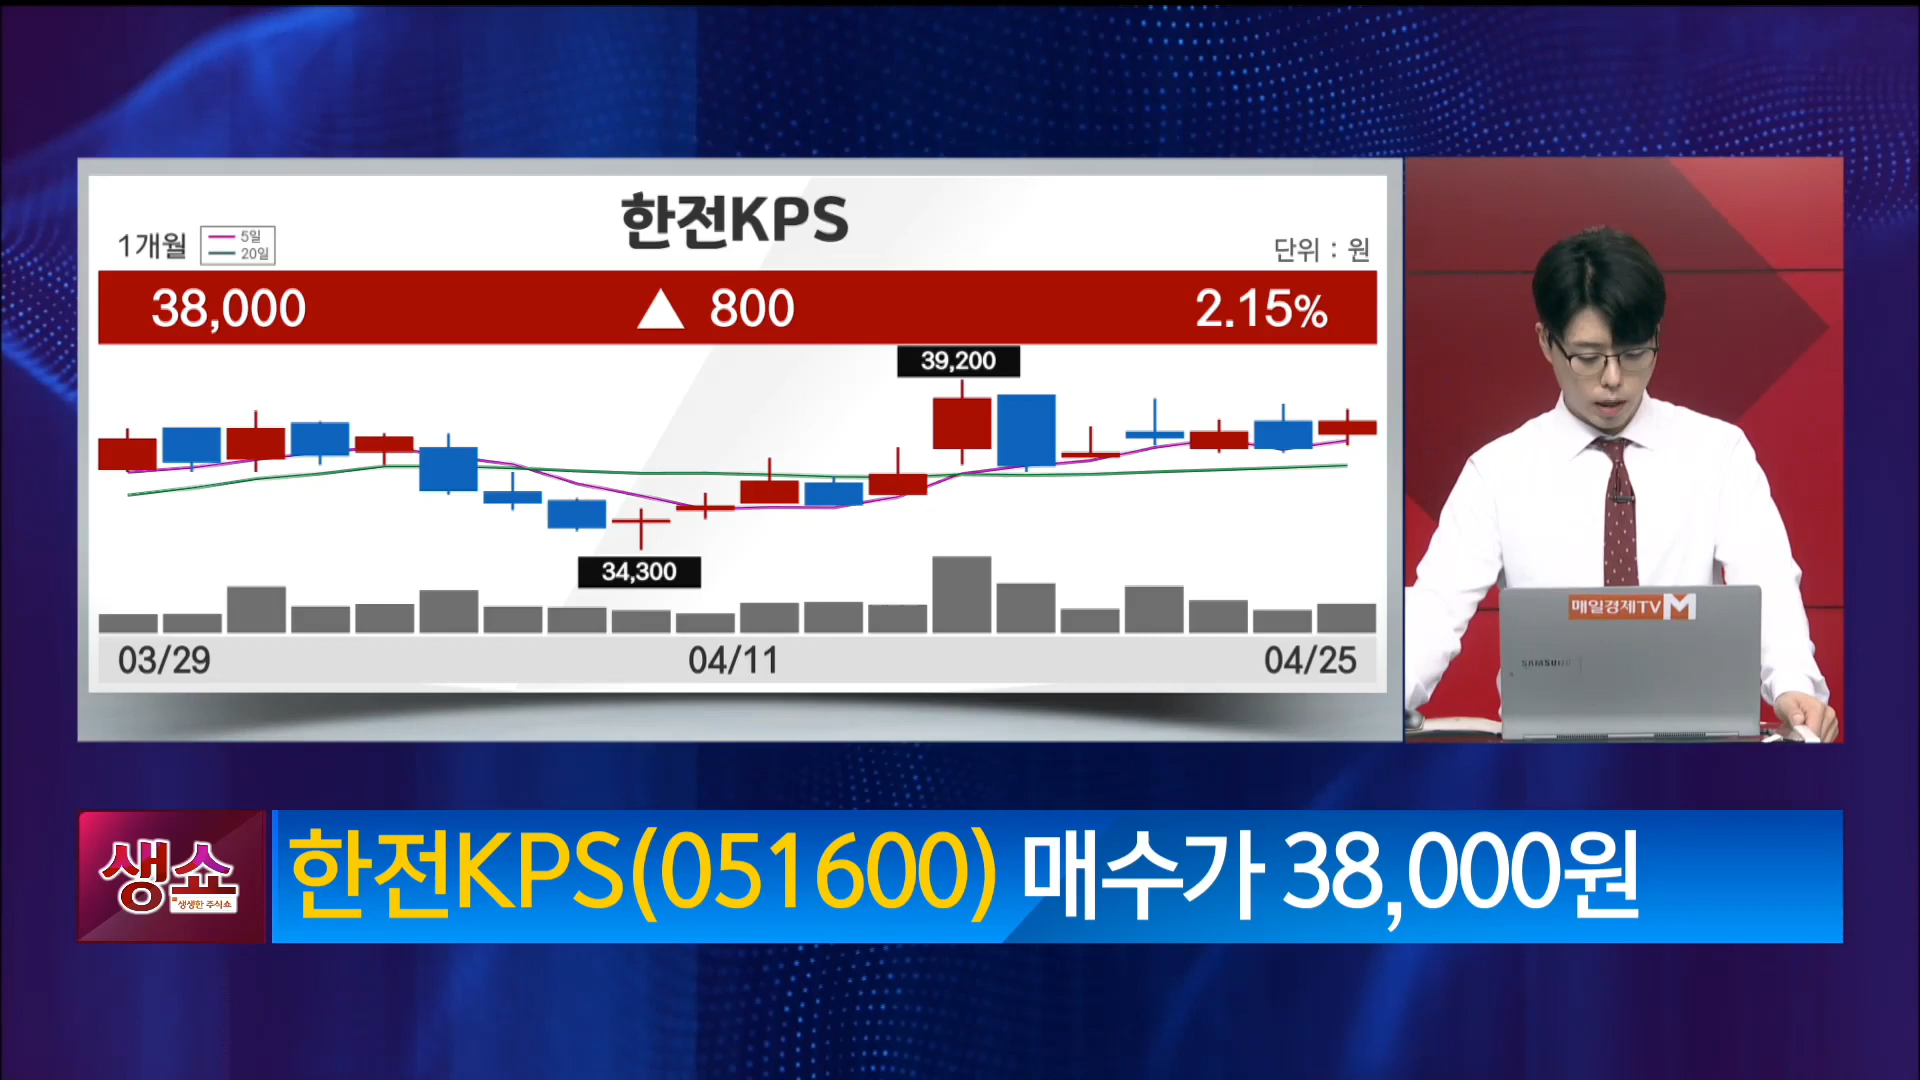 한전KPS
1개월
5일
20일
단위 : 원
38,000 ▲ 800 2.15%
39,200
34,300
03/29 04/11 04/25
매일경제TV M
SAMSUNG
생쇼
생생한 주식쇼
한전KPS(051600) 매수가 38,000원